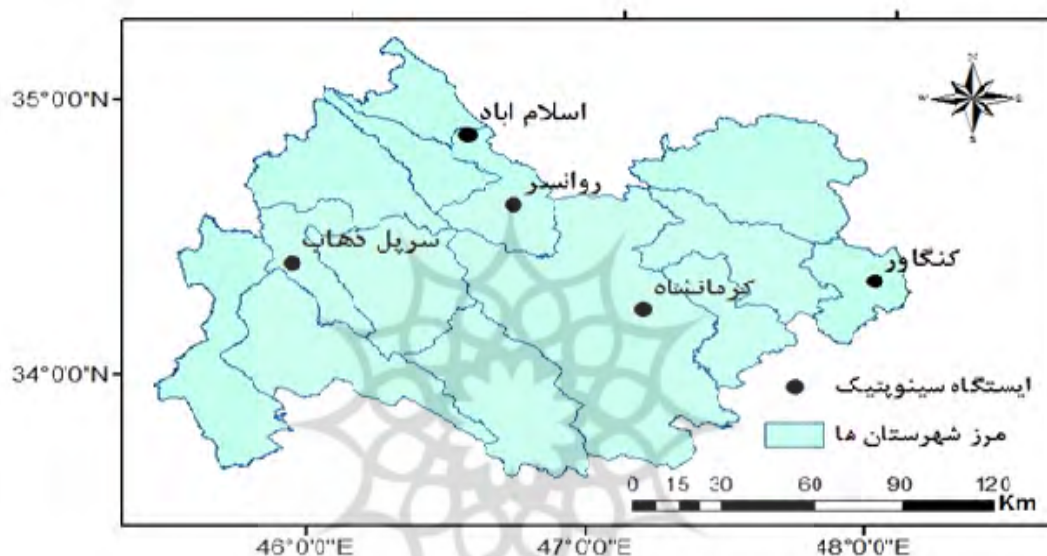 N
W
E
S
35°0'0"N
اسلام اباد
روانسر
سرپل ذهاب
کنگاور
کرمانشاه
34°0'0"N
ایستگاه سینوپتیک
مرز شهرستان ها
0 15 30 60 90 120
Km
46°0'0"E 47°0'0"E 48°0'0"E